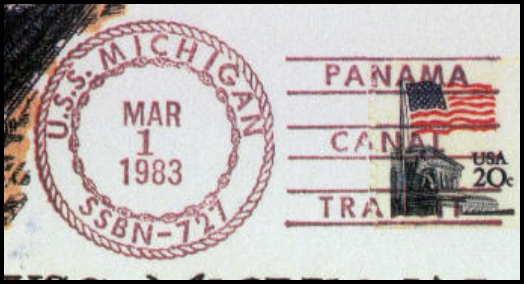 U.S.S. MICHIGAN
MAR
1
1983
SSBN-727
PANAMA
CANAL
TRANSIT
USA
20c